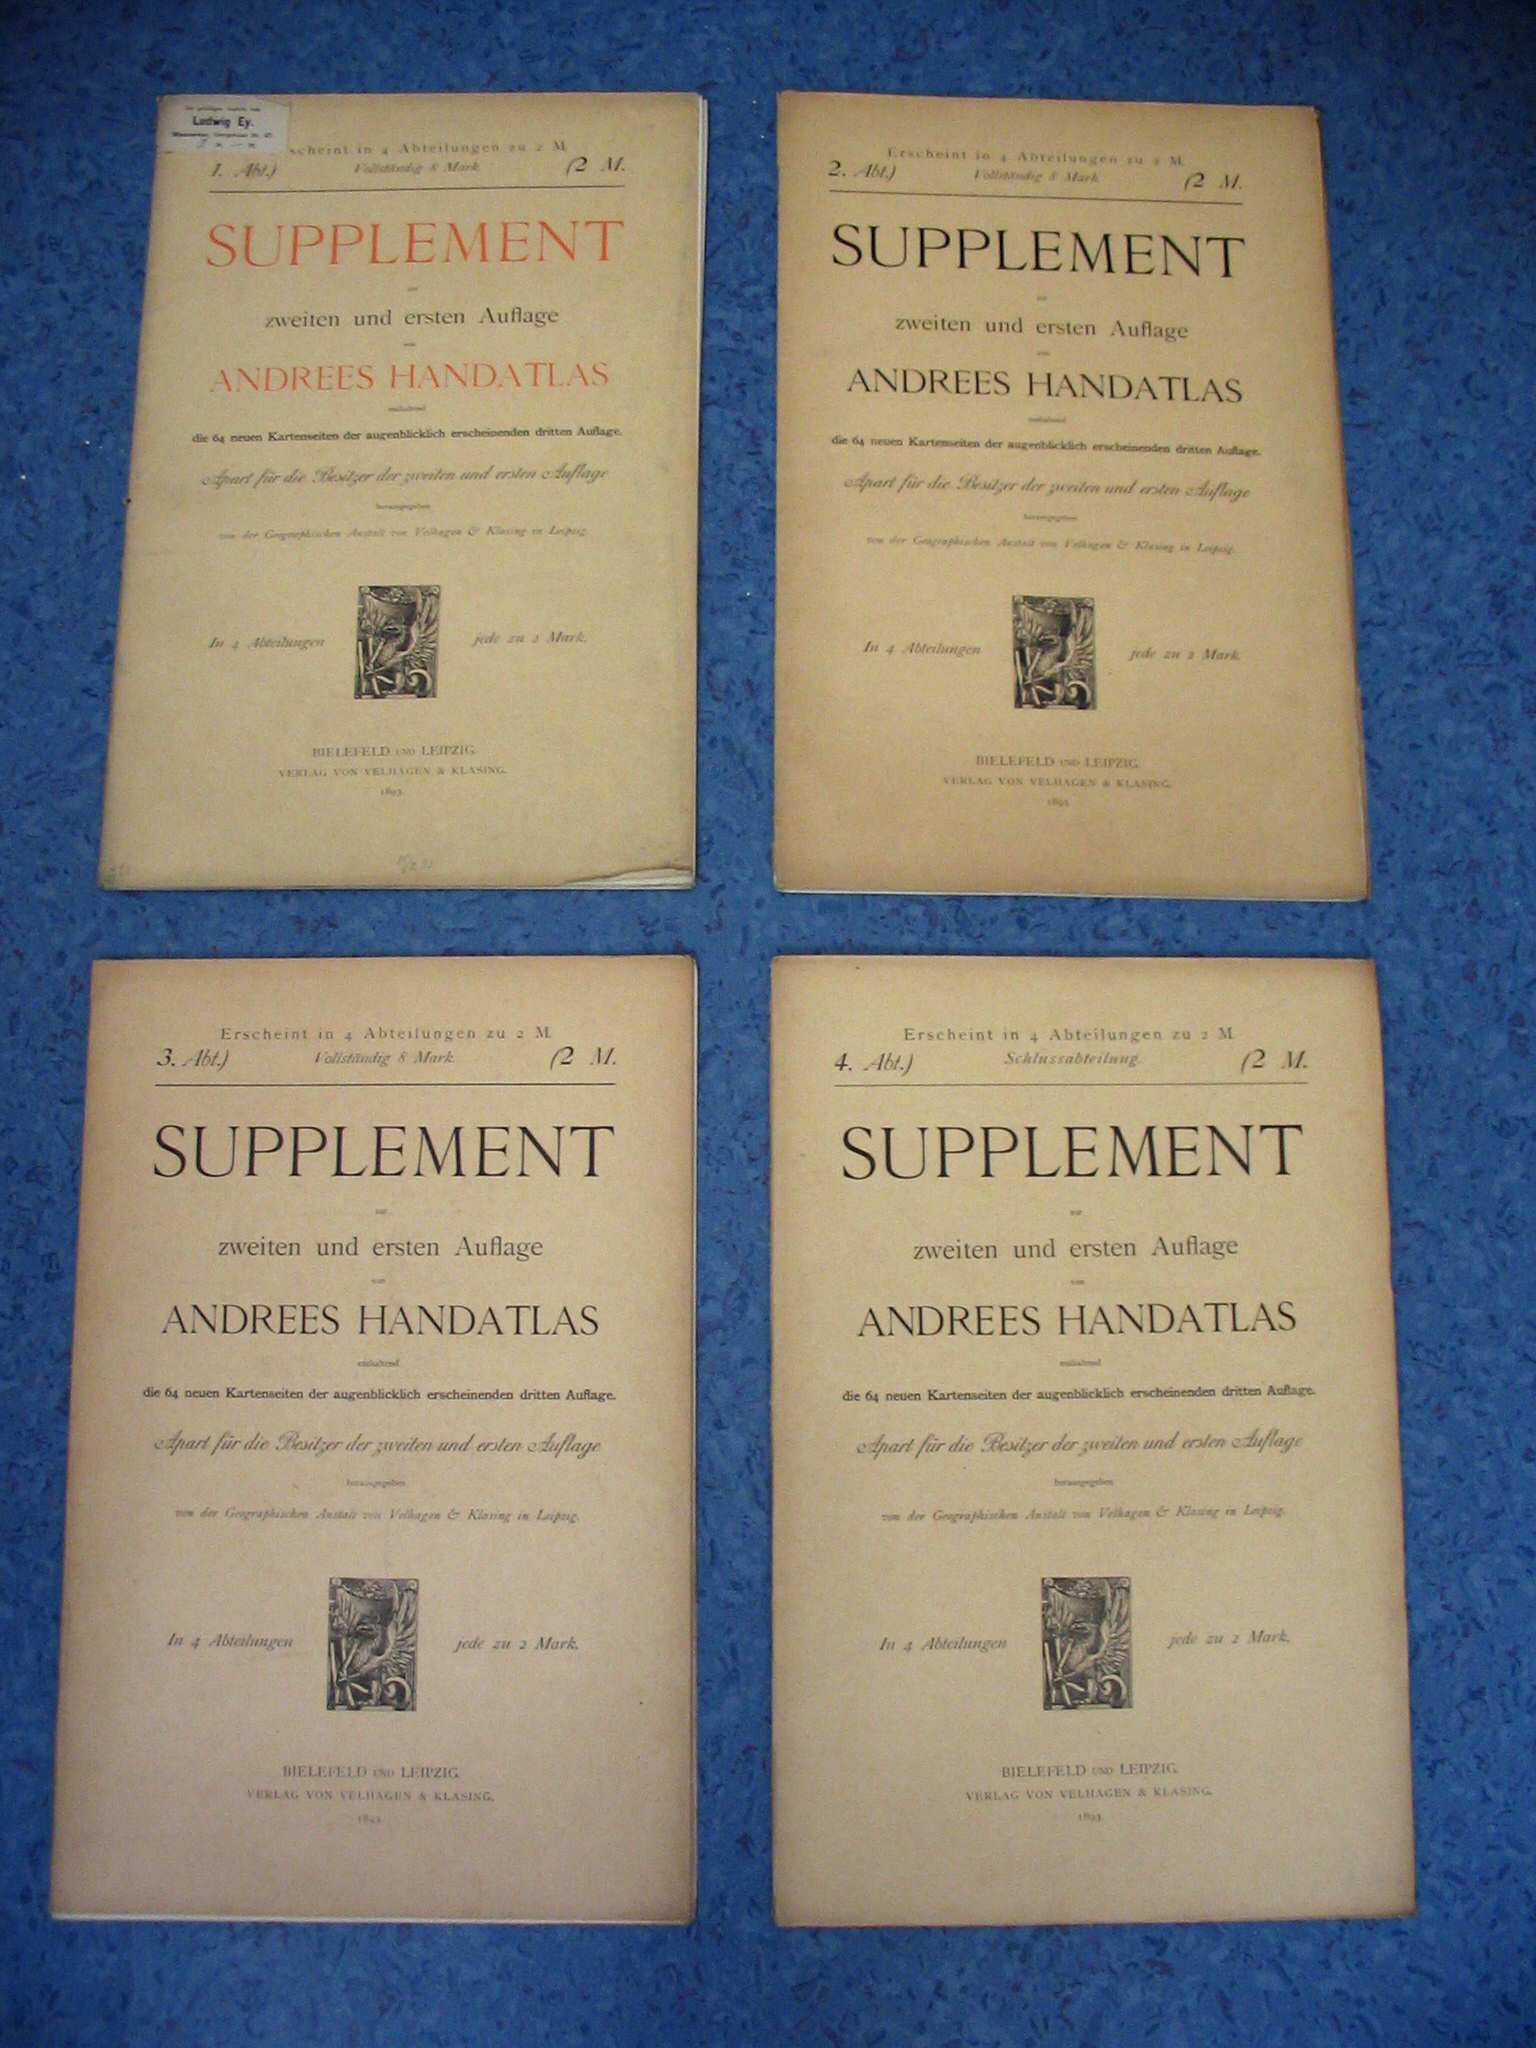 Ludwig Ey.
scheint in 4 Abteilungen zu 2 M.
1. Abt.) Vollständig 8 Mark. (2 M.
SUPPLEMENT
zur
zweiten und ersten Auflage
von
ANDREES HANDATLAS
enthaltend
die 64 neuen Kartenseiten der augenblicklich erscheinenden dritten Auflage.
Apart für die Besitzer der zweiten und ersten Auflage
herausgegeben
von der Geographischen Anstalt von Velhagen & Klasing in Leipzig.
In 4 Abteilungen jede zu 2 Mark.
BIELEFELD UND LEIPZIG.
VERLAG VON VELHAGEN & KLASING.
1893.
Erscheint in 4 Abteilungen zu 2 M.
2. Abt.) Vollständig 8 Mark. (2 M.
SUPPLEMENT
zur
zweiten und ersten Auflage
von
ANDREES HANDATLAS
enthaltend
die 64 neuen Kartenseiten der augenblicklich erscheinenden dritten Auflage.
Apart für die Besitzer der zweiten und ersten Auflage
herausgegeben
von der Geographischen Anstalt von Velhagen & Klasing in Leipzig.
In 4 Abteilungen jede zu 2 Mark.
BIELEFELD UND LEIPZIG.
VERLAG VON VELHAGEN & KLASING.
1893.
Erscheint in 4 Abteilungen zu 2 M.
3. Abt.) Vollständig 8 Mark. (2 M.
SUPPLEMENT
zur
zweiten und ersten Auflage
von
ANDREES HANDATLAS
enthaltend
die 64 neuen Kartenseiten der augenblicklich erscheinenden dritten Auflage.
Apart für die Besitzer der zweiten und ersten Auflage
herausgegeben
von der Geographischen Anstalt von Velhagen & Klasing in Leipzig.
In 4 Abteilungen jede zu 2 Mark.
BIELEFELD UND LEIPZIG.
VERLAG VON VELHAGEN & KLASING.
1893.
Erscheint in 4 Abteilungen zu 2 M.
4. Abt.) Schlussabteilung. (2 M.
SUPPLEMENT
zur
zweiten und ersten Auflage
von
ANDREES HANDATLAS
enthaltend
die 64 neuen Kartenseiten der augenblicklich erscheinenden dritten Auflage.
Apart für die Besitzer der zweiten und ersten Auflage
herausgegeben
von der Geographischen Anstalt von Velhagen & Klasing in Leipzig.
In 4 Abteilungen jede zu 2 Mark.
BIELEFELD UND LEIPZIG.
VERLAG VON VELHAGEN & KLASING.
1893.